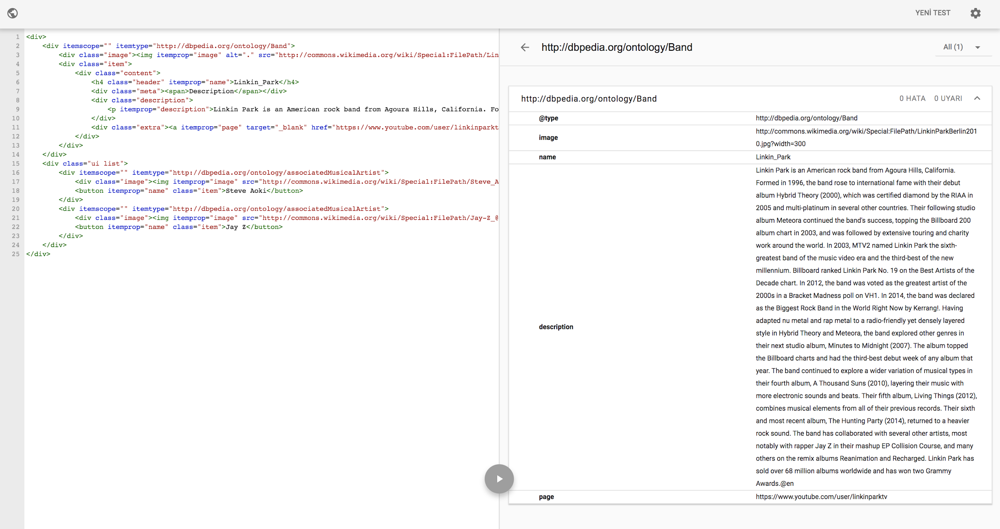 YENİ TEST
1 <div>
2 <div itemscope="" itemtype="http://dbpedia.org/ontology/Band">
3 <div class="image"><img itemprop="image" alt="." src="http://commons.wikimedia.org/wiki/Special:FilePath/Lin
4 <div class="item">
5 <div class="content">
6 <h4 class="header" itemprop="name">Linkin_Park</h4>
7 <div class="meta"><span>Description</span></div>
8 <div class="description">
9 <p itemprop="description">Linkin Park is an American rock band from Agoura Hills, California. Fo
10 </div>
11 <div class="extra"><a itemprop="page" target="_blank" href="https://www.youtube.com/user/linkinparkt
12 </div>
13 </div>
14 </div>
15 <div class="ui list">
16 <div itemscope="" itemtype="http://dbpedia.org/ontology/associatedMusicalArtist">
17 <div class="image"><img itemprop="image" src="http://commons.wikimedia.org/wiki/Special:FilePath/Steve_A
18 <button itemprop="name" class="item">Steve Aoki</button>
19 </div>
20 <div itemscope="" itemtype="http://dbpedia.org/ontology/associatedMusicalArtist">
21 <div class="image"><img itemprop="image" src="http://commons.wikimedia.org/wiki/Special:FilePath/Jay-Z_@
22 <button itemprop="name" class="item">Jay Z</button>
23 </div>
24 </div>
25 </div>
http://dbpedia.org/ontology/Band
All (1)
http://dbpedia.org/ontology/Band 0 HATA 0 UYARI
@type http://dbpedia.org/ontology/Band
image http://commons.wikimedia.org/wiki/Special:FilePath/LinkinParkBerlin201
0.jpg?width=300
name Linkin_Park
description
Linkin Park is an American rock band from Agoura Hills, California.
Formed in 1996, the band rose to international fame with their debut
album Hybrid Theory (2000), which was certified diamond by the RIAA in
2005 and multi-platinum in several other countries. Their following studio
album Meteora continued the band's success, topping the Billboard 200
album chart in 2003, and was followed by extensive touring and charity
work around the world. In 2003, MTV2 named Linkin Park the sixth-
greatest band of the music video era and the third-best of the new
millennium. Billboard ranked Linkin Park No. 19 on the Best Artists of the
Decade chart. In 2012, the band was voted as the greatest artist of the
2000s in a Bracket Madness poll on VH1. In 2014, the band was declared
as the Biggest Rock Band in the World Right Now by Kerrang!. Having
adapted nu metal and rap metal to a radio-friendly yet densely layered
style in Hybrid Theory and Meteora, the band explored other genres in
their next studio album, Minutes to Midnight (2007). The album topped
the Billboard charts and had the third-best debut week of any album that
year. The band continued to explore a wider variation of musical types in
their fourth album, A Thousand Suns (2010), layering their music with
more electronic sounds and beats. Their fifth album, Living Things (2012),
combines musical elements from all of their previous records. Their sixth
and most recent album, The Hunting Party (2014), returned to a heavier
rock sound. The band has collaborated with several other artists, most
notably with rapper Jay Z in their mashup EP Collision Course, and many
others on the remix albums Reanimation and Recharged. Linkin Park has
sold over 68 million albums worldwide and has won two Grammy
Awards.@en
page https://www.youtube.com/user/linkinparktv